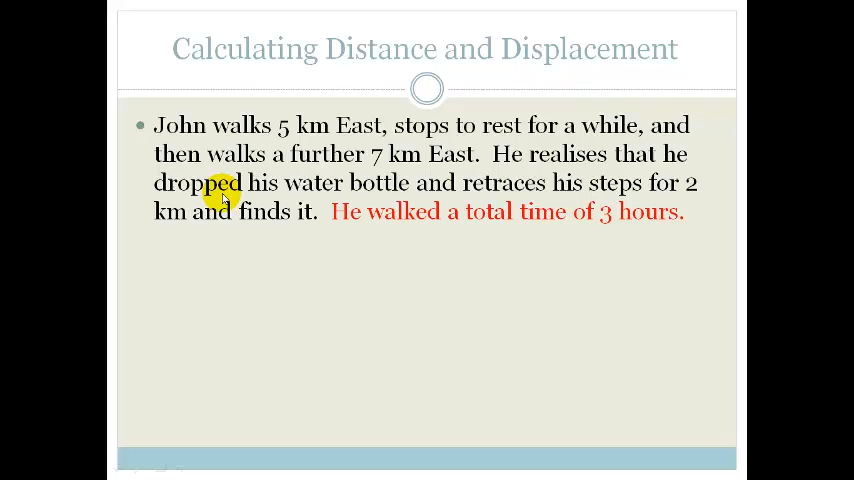 Calculating Distance and Displacement
John walks 5 km East, stops to rest for a while, and
then walks a further 7 km East. He realises that he
dropped his water bottle and retraces his steps for 2
km and finds it. He walked a total time of 3 hours.